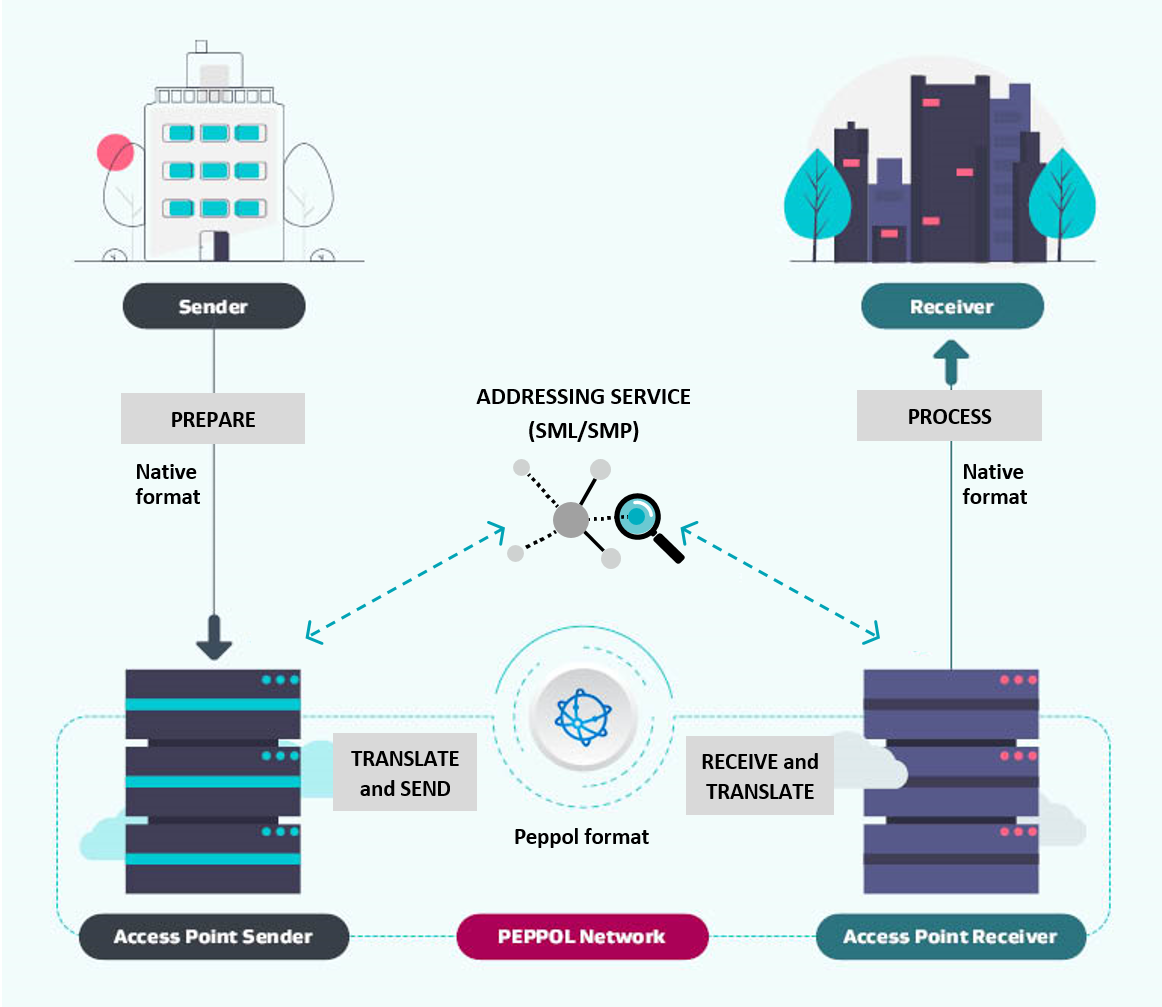 Sender
Receiver
ADDRESSING SERVICE
(SML/SMP)
PREPARE
PROCESS
Native
format
Native
format
TRANSLATE
and SEND
RECEIVE and
TRANSLATE
Peppol format
Access Point Sender
PEPPOL Network
Access Point Receiver